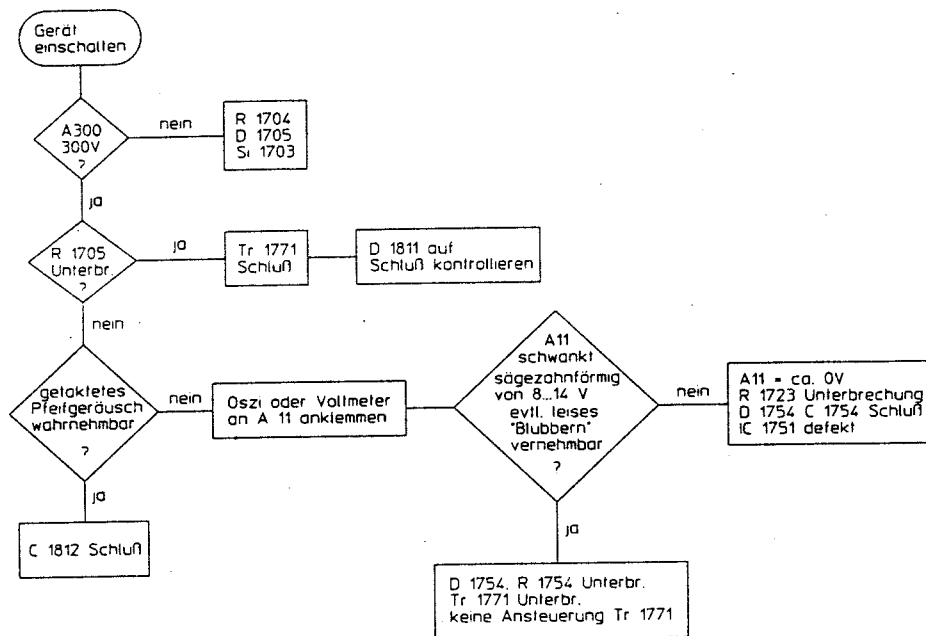 Gerät
einschalten
A300
300V
?
nein
R 1704
D 1705
Si 1703
ja
R 1705
Unterbr.
?
ja
Tr 1771
Schluß
D 1811 auf
Schluß kontrollieren
nein
getaktetes
Pfeifgeräusch
wahrnehmbar
?
nein
Oszi oder Voltmeter
an A 11 anklemmen
A11
schwankt
sägezahnförmig
von 8...14 V
evtl. leises
"Blubbern"
vernehmbar
?
nein
A11 = ca. 0V
R 1723 Unterbrechung
D 1754 C 1754 Schluß
IC 1751 defekt
ja
C 1812 Schluß
ja
D 1754. R 1754 Unterbr.
Tr 1771 Unterbr.
keine Ansteuerung Tr 1771